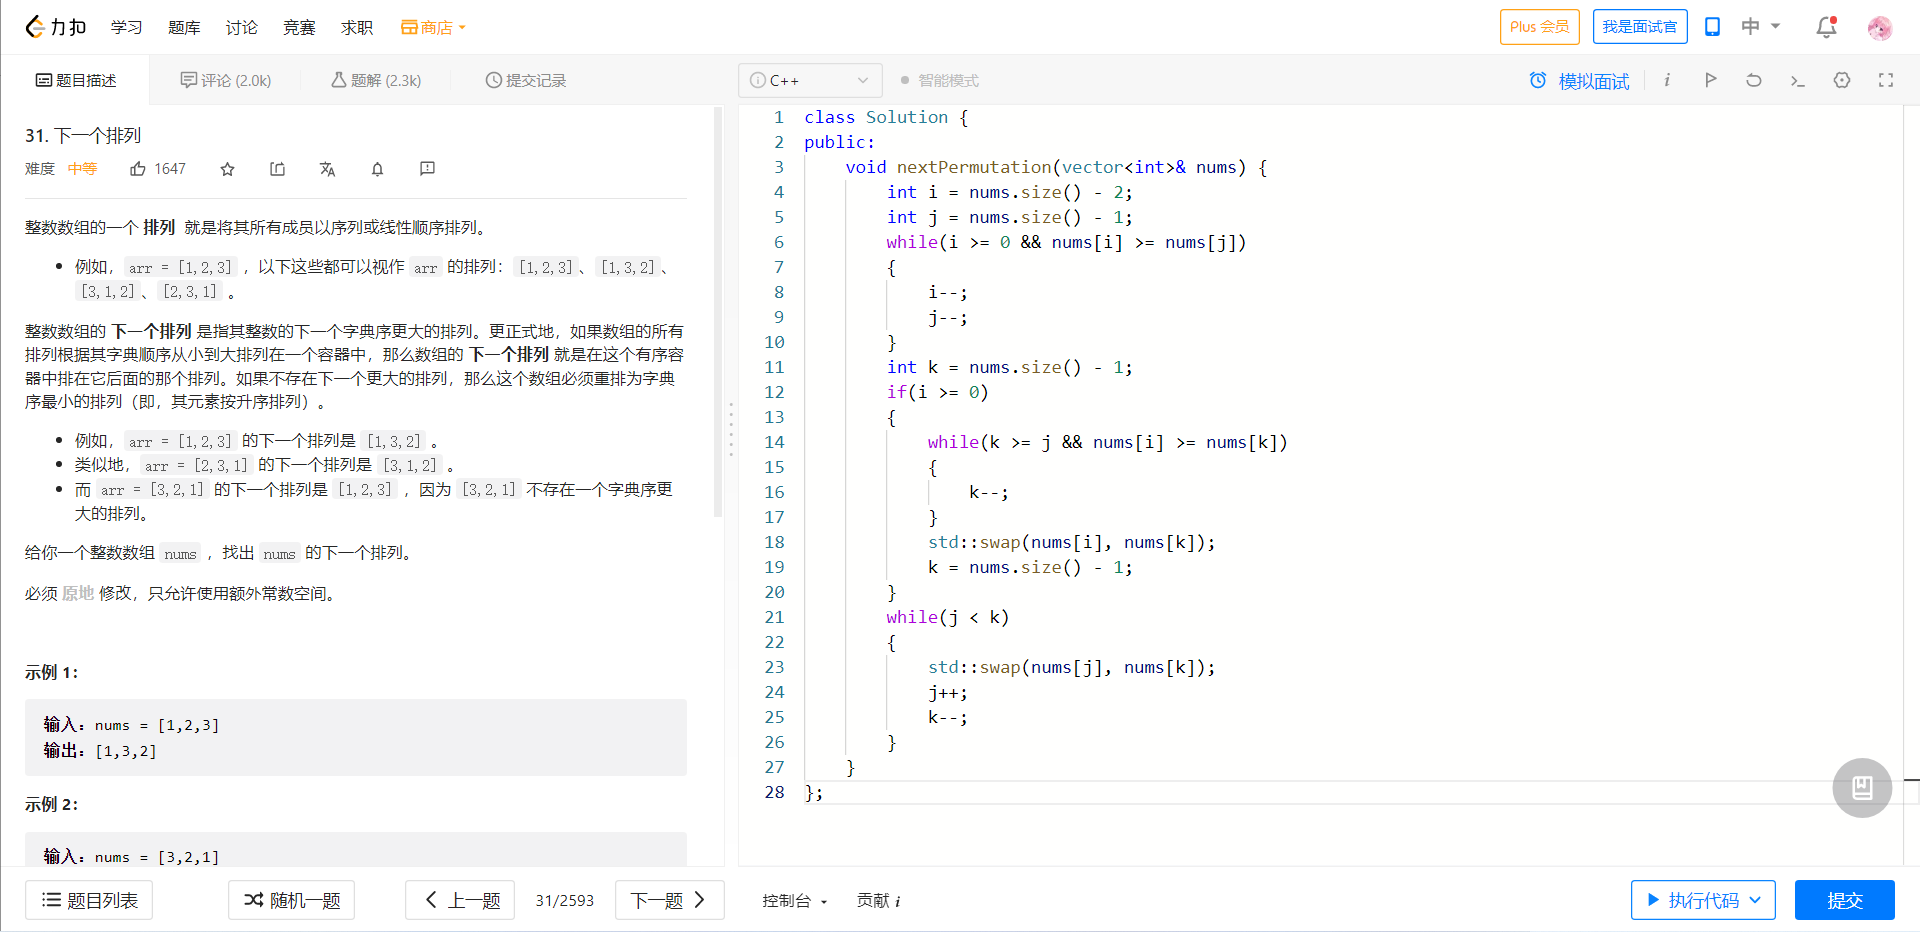 力扣 学习 题库 讨论 竞赛 求职 商店 Plus 会员 我是面试官 中
题目描述 评论 (2.0k) 题解 (2.3k) 提交记录
31. 下一个排列
难度 中等 1647
整数数组的一个 排列 就是将其所有成员以序列或线性顺序排列。
例如，arr = [1,2,3] ，以下这些都可以视作 arr 的排列：[1,2,3]、[1,3,2]、
[3,1,2]、[2,3,1] 。
整数数组的 下一个排列 是指其整数的下一个字典序更大的排列。更正式地，如果数组的所有
排列根据其字典顺序从小到大排列在一个容器中，那么数组的 下一个排列 就是在这个有序容
器中排在它后面的那个排列。如果不存在下一个更大的排列，那么这个数组必须重排为字典
序最小的排列（即，其元素按升序排列）。
例如，arr = [1,2,3] 的下一个排列是 [1,3,2] 。
类似地，arr = [2,3,1] 的下一个排列是 [3,1,2] 。
而 arr = [3,2,1] 的下一个排列是 [1,2,3] ，因为 [3,2,1] 不存在一个字典序更
大的排列。
给你一个整数数组 nums ，找出 nums 的下一个排列。
必须 原地 修改，只允许使用额外常数空间。
示例 1：
输入：nums = [1,2,3]
输出：[1,3,2]
示例 2：
输入：nums = [3,2,1]
题目列表 随机一题 上一题 31/2593 下一题
C++ 智能模式 模拟面试
1 class Solution {
2 public:
3     void nextPermutation(vector<int>& nums) {
4         int i = nums.size() - 2;
5         int j = nums.size() - 1;
6         while(i >= 0 && nums[i] >= nums[j])
7         {
8             i--;
9             j--;
10         }
11         int k = nums.size() - 1;
12         if(i >= 0)
13         {
14             while(k >= j && nums[i] >= nums[k])
15             {
16                 k--;
17             }
18             std::swap(nums[i], nums[k]);
19             k = nums.size() - 1;
20         }
21         while(j < k)
22         {
23             std::swap(nums[j], nums[k]);
24             j++;
25             k--;
26         }
27     }
28 };
控制台 贡献 i 执行代码 提交